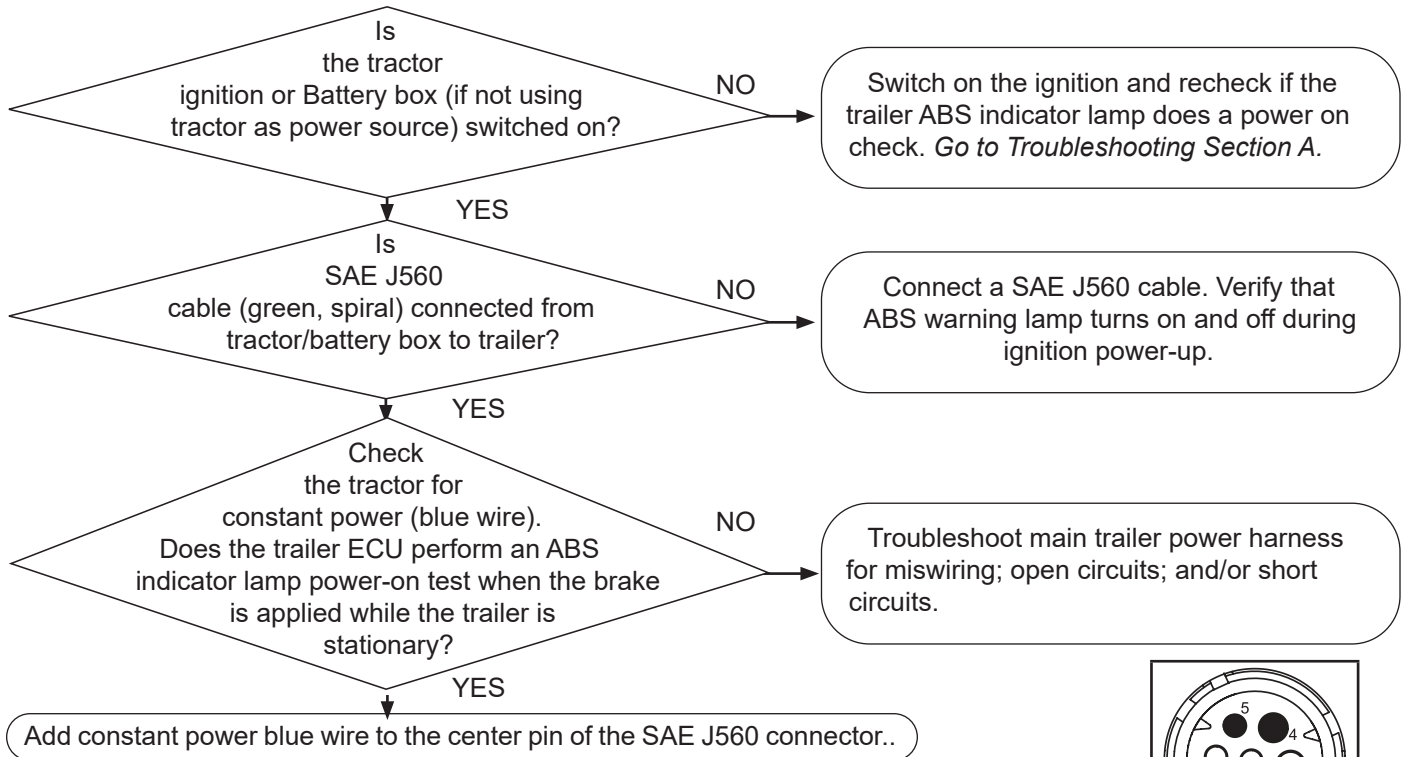 Is
the tractor
ignition or Battery box (if not using
tractor as power source) switched on?
NO
Switch on the ignition and recheck if the
trailer ABS indicator lamp does a power on
check. Go to Troubleshooting Section A.
YES
Is
SAE J560
cable (green, spiral) connected from
tractor/battery box to trailer?
NO
Connect a SAE J560 cable. Verify that
ABS warning lamp turns on and off during
ignition power-up.
YES
Check
the tractor for
constant power (blue wire).
Does the trailer ECU perform an ABS
indicator lamp power-on test when the brake
is applied while the trailer is
stationary?
NO
Troubleshoot main trailer power harness
for miswiring; open circuits; and/or short
circuits.
YES
Add constant power blue wire to the center pin of the SAE J560 connector..
5
4